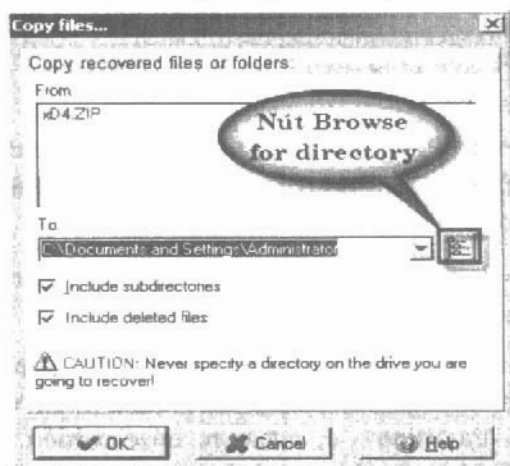 Copy files...
Copy recovered files or folders:
From
xD4.ZIP
Nút Browse
for directory
To
C:\Documents and Settings\Administrator
Include subdirectories
Include deleted files
CAUTION: Never specify a directory on the drive you are
going to recover!
OK
Cancel
Help